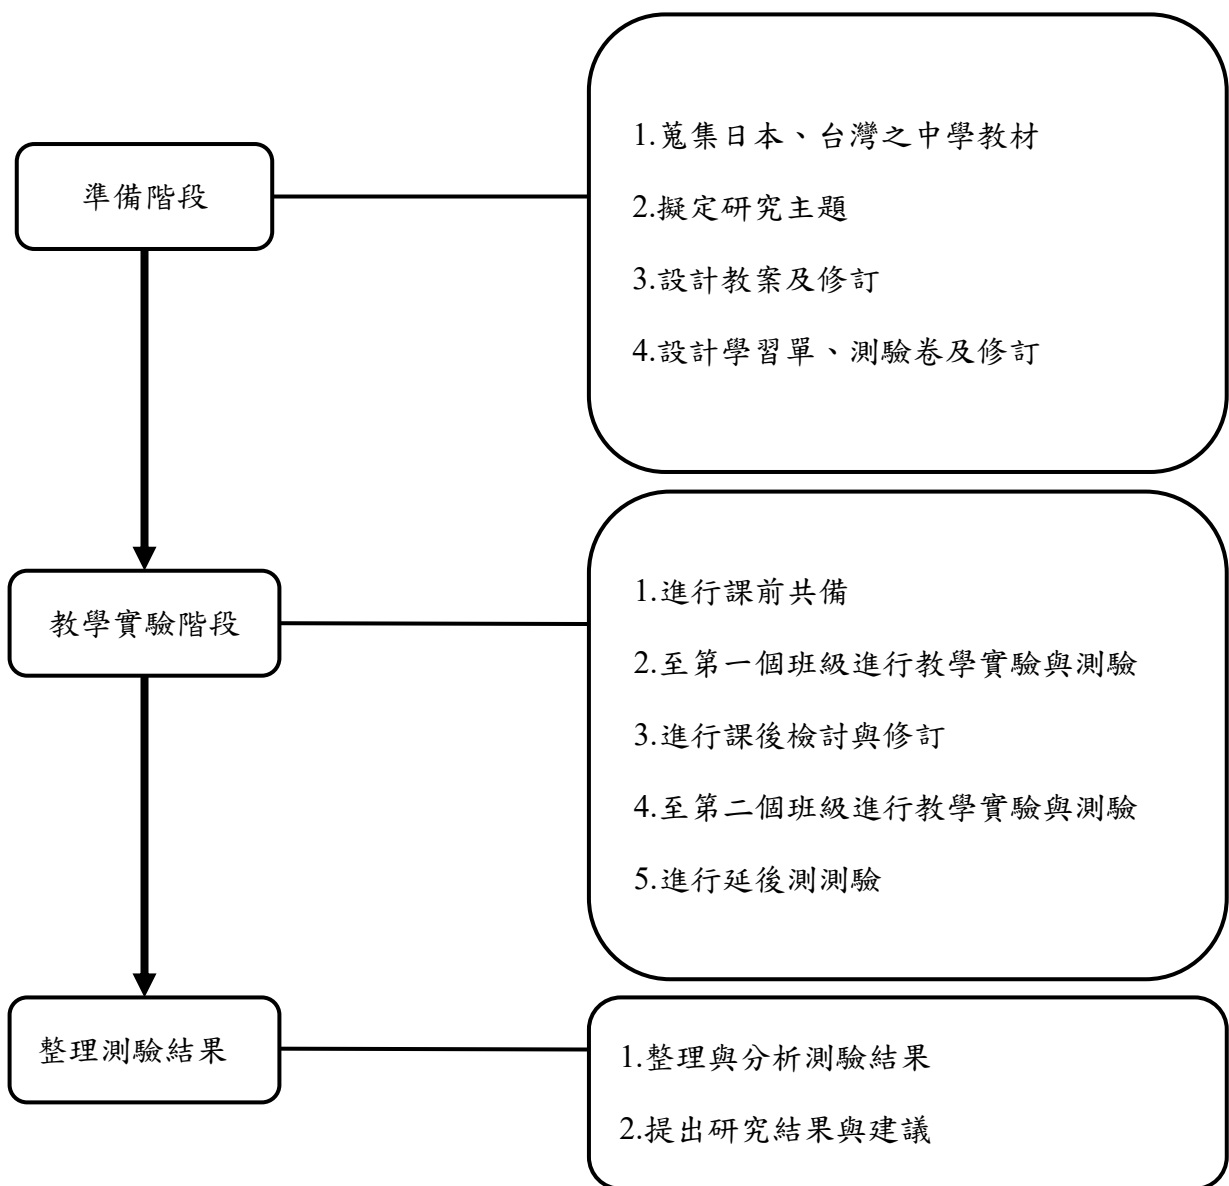 準備階段
1.蒐集日本、台灣之中學教材
2.擬定研究主題
3.設計教案及修訂
4.設計學習單、測驗卷及修訂
教學實驗階段
1.進行課前共備
2.至第一個班級進行教學實驗與測驗
3.進行課後檢討與修訂
4.至第二個班級進行教學實驗與測驗
5.進行延後測測驗
整理測驗結果
1.整理與分析測驗結果
2.提出研究結果與建議